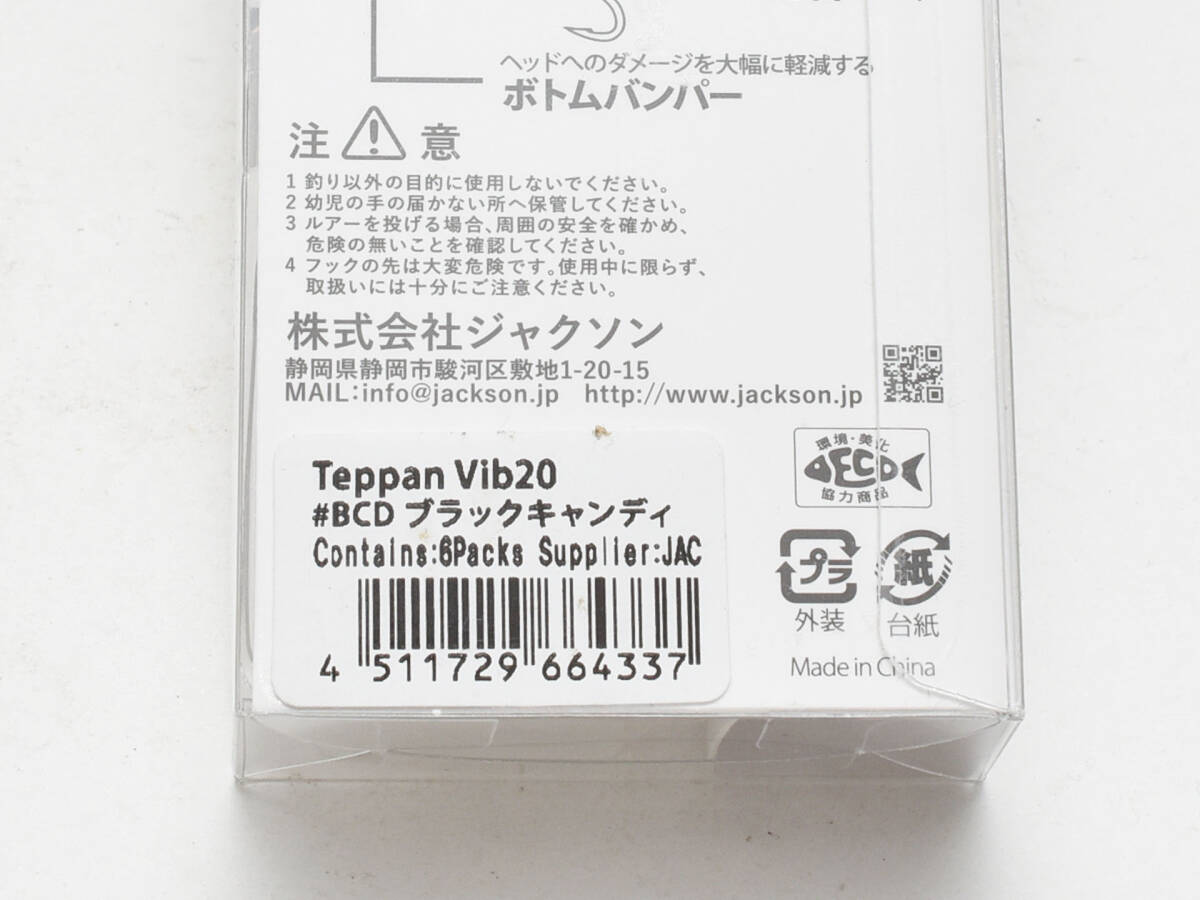 ヘッドへのダメージを大幅に軽減する
ボトムバンパー
注 意
1 釣り以外の目的に使用しないでください。
2 幼児の手の届かない所へ保管してください。
3 ルアーを投げる場合、周囲の安全を確かめ、
危険の無いことを確認してください。
4 フックの先は大変危険です。使用中に限らず、
取扱いには十分にご注意ください。
株式会社ジャクソン
静岡県静岡市駿河区敷地1-20-15
MAIL:info@jackson.jp http://www.jackson.jp
環境・美化
ECO
協力商品
Teppan Vib20
#BCD ブラックキャンディ
Contains:6Packs Supplier:JAC
4 511729 664337
プラ
外装
紙
台紙
Made in China